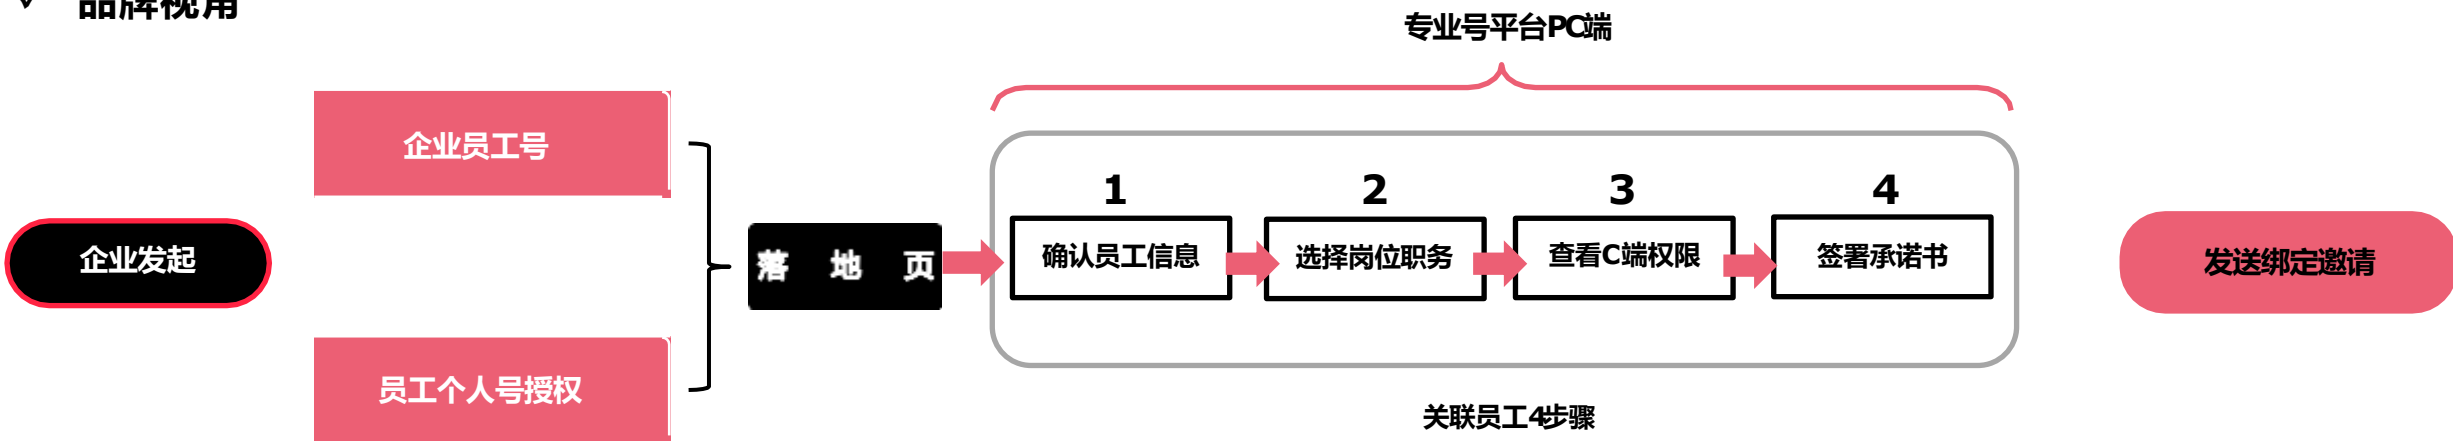 品牌视角
专业号平台PC端
企业员工号
1
2
3
4
企业发起
落 地 页
确认员工信息
选择岗位职务
查看C端权限
签署承诺书
发送绑定邀请
员工个人号授权
关联员工4步骤